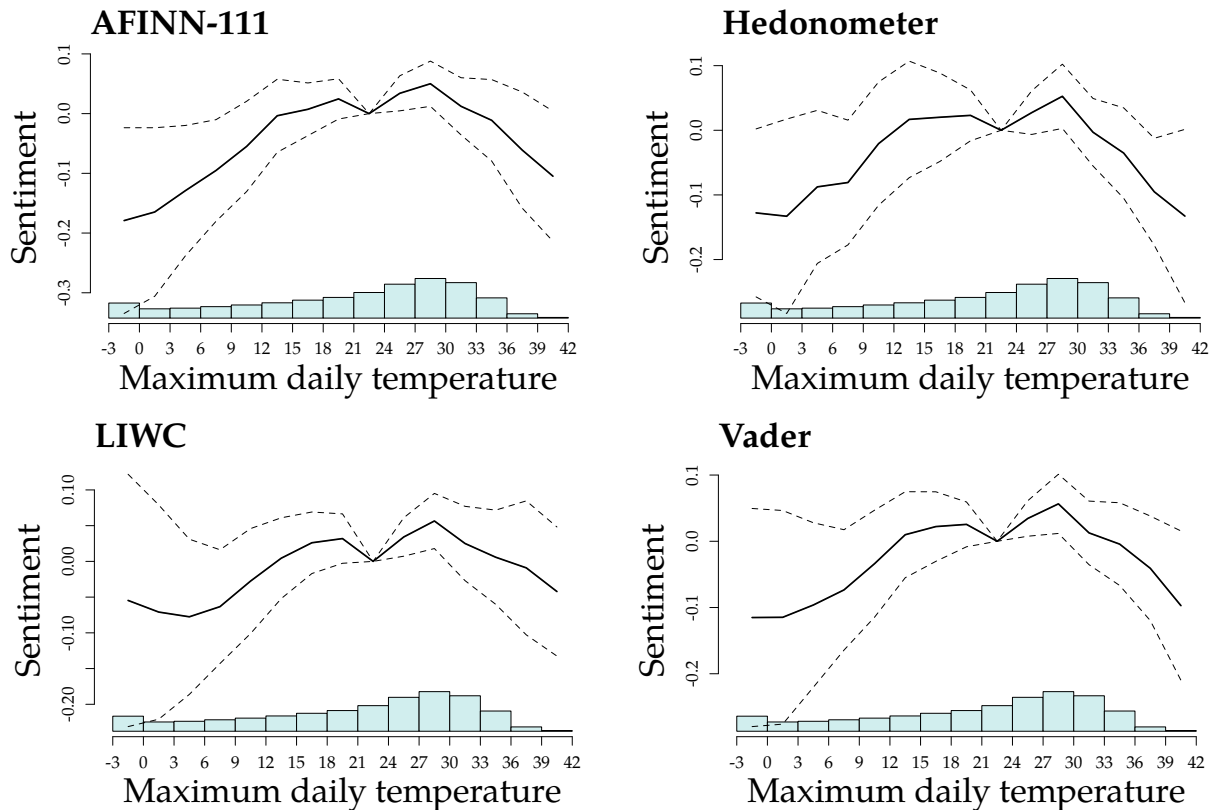 AFINN-111
Sentiment
0.1
0.0
-0.1
-0.2
-0.3
-3 0 3 6 9 12 15 18 21 24 27 30 33 36 39 42
Maximum daily temperature
Hedonometer
Sentiment
0.1
0.0
-0.1
-0.2
-3 0 3 6 9 12 15 18 21 24 27 30 33 36 39 42
Maximum daily temperature
LIWC
Sentiment
0.10
0.00
-0.10
-0.20
-3 0 3 6 9 12 15 18 21 24 27 30 33 36 39 42
Maximum daily temperature
Vader
Sentiment
0.1
0.0
-0.1
-0.2
-3 0 3 6 9 12 15 18 21 24 27 30 33 36 39 42
Maximum daily temperature